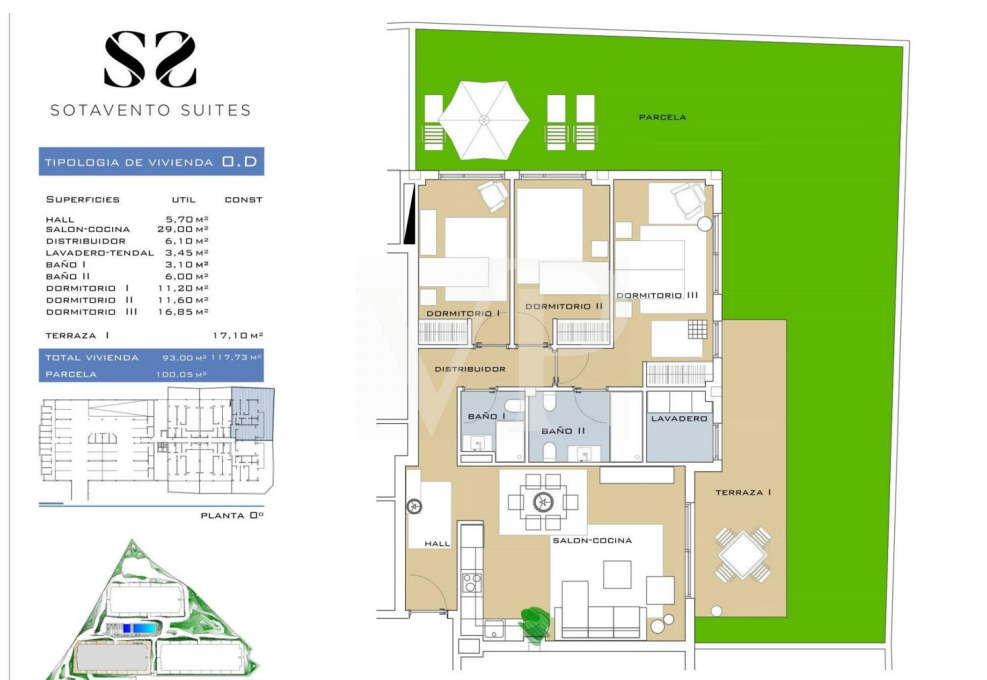 SS
SOTAVENTO SUITES
TIPOLOGIA DE VIVIENDA 0.D
SUPERFICIES UTIL CONST
HALL 5,70 M²
SALON-COCINA 29,00 M²
DISTRIBUIDOR 6,10 M²
LAVADERO-TENDAL 3,45 M²
BAÑO I 3,10 M²
BAÑO II 6,00 M²
DORMITORIO I 11,20 M²
DORMITORIO II 11,60 M²
DORMITORIO III 16,85 M²
TERRAZA I 17,10 M²
TOTAL VIVIENDA 93,00 M² 117,73 M²
PARCELA 100,05 M²
PLANTA 0º
PARCELA
DORMITORIO I
DORMITORIO II
DORMITORIO III
DISTRIBUIDOR
BAÑO I
BAÑO II
LAVADERO
TERRAZA I
HALL
SALON-COCINA
VP